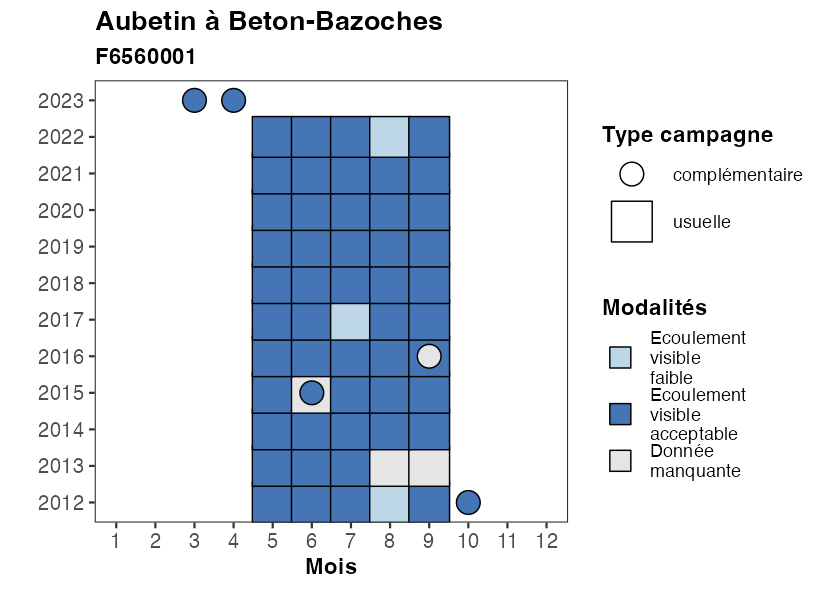 Aubetin à Beton-Bazoches
F6560001
2023
2022
2021
2020
2019
2018
2017
2016
2015
2014
2013
2012
1 2 3 4 5 6 7 8 9 10 11 12
Mois
Type campagne
complémentaire
usuelle
Modalités
Ecoulement
visible
faible
Ecoulement
visible
acceptable
Donnée
manquante